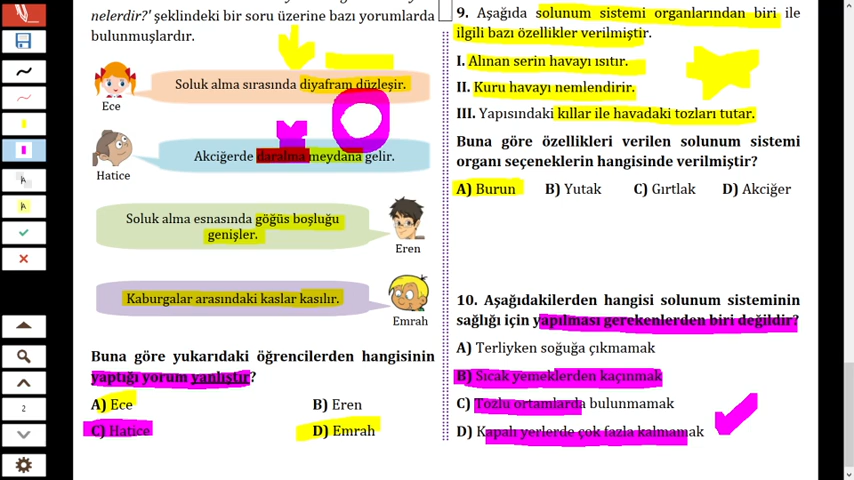 nelerdir?' şeklindeki bir soru üzerine bazı yorumlarda
bulunmuşlardır.
Soluk alma sırasında diyafram düzleşir.
Ece
Akciğerde daralma meydana gelir.
Hatice
Soluk alma esnasında göğüs boşluğu
genişler.
Eren
Kaburgalar arasındaki kaslar kasılır.
Emrah
Buna göre yukarıdaki öğrencilerden hangisinin
yaptığı yorum yanlıştır?
A) Ece
B) Eren
C) Hatice
D) Emrah
9. Aşağıda solunum sistemi organlarından biri ile
ilgili bazı özellikler verilmiştir.
I. Alınan serin havayı ısıtır.
II. Kuru havayı nemlendirir.
III. Yapısındaki kıllar ile havadaki tozları tutar.
Buna göre özellikleri verilen solunum sistemi
organı seçeneklerin hangisinde verilmiştir?
A) Burun B) Yutak C) Gırtlak D) Akciğer
10. Aşağıdakilerden hangisi solunum sisteminin
sağlığı için yapılması gerekenlerden biri değildir?
A) Terliyken soğuğa çıkmamak
B) Sıcak yemeklerden kaçınmak
C) Tozlu ortamlarda bulunmamak
D) Kapalı yerlerde çok fazla kalmamak
A
A
2